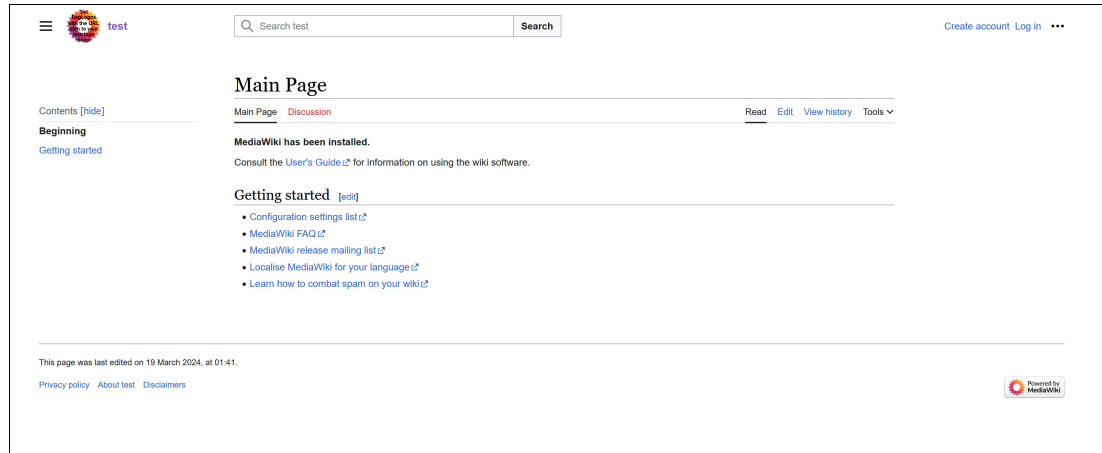 test
Search test
Search
Create account Log in
Main Page
Contents [hide]
Main Page Discussion
Read Edit View history Tools
Beginning
Getting started
MediaWiki has been installed.
Consult the User's Guide for information on using the wiki software.
Getting started [edit]
Configuration settings list
MediaWiki FAQ
MediaWiki release mailing list
Localise MediaWiki for your language
Learn how to combat spam on your wiki
This page was last edited on 19 March 2024, at 01:41.
Privacy policy About test Disclaimers
Powered by
MediaWiki